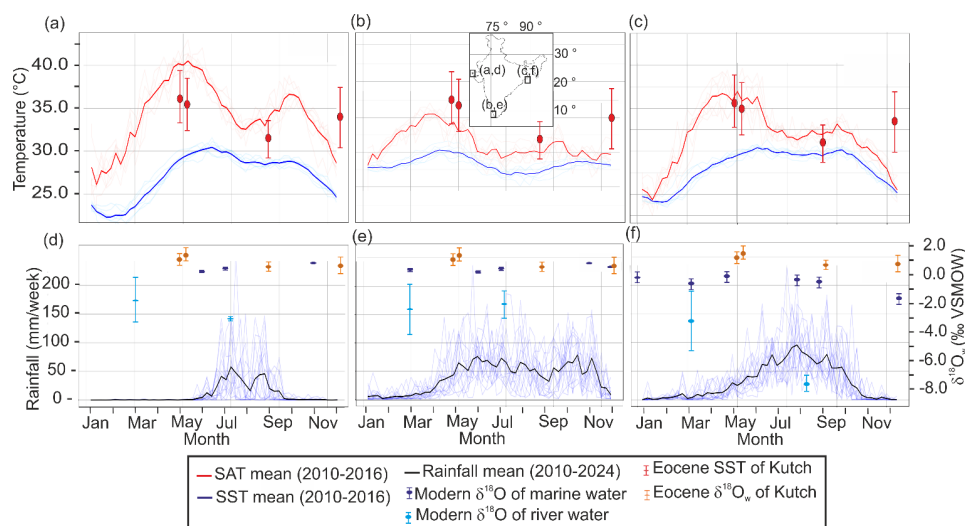 (a)
(b)
(c)
75 °
90 °
30 °
20 °
10 °
(a,d)
(c,f)
(b,e)
Temperature (°C)
40.0
35.0
30.0
25.0
(d)
(e)
(f)
Rainfall (mm/week)
200
150
100
50
0
2.0
0.0
-2.0
-4.0
-6.0
-8.0
δ¹⁸Ow (‰ VSMOW)
Jan Mar May Jul Sep Nov
Jan Mar May Jul Sep Nov
Jan Mar May Jul Sep Nov
Month
Month
Month
SAT mean (2010-2016)
SST mean (2010-2016)
Rainfall mean (2010-2024)
Modern δ¹⁸O of marine water
Modern δ¹⁸O of river water
Eocene SST of Kutch
Eocene δ¹⁸Ow of Kutch